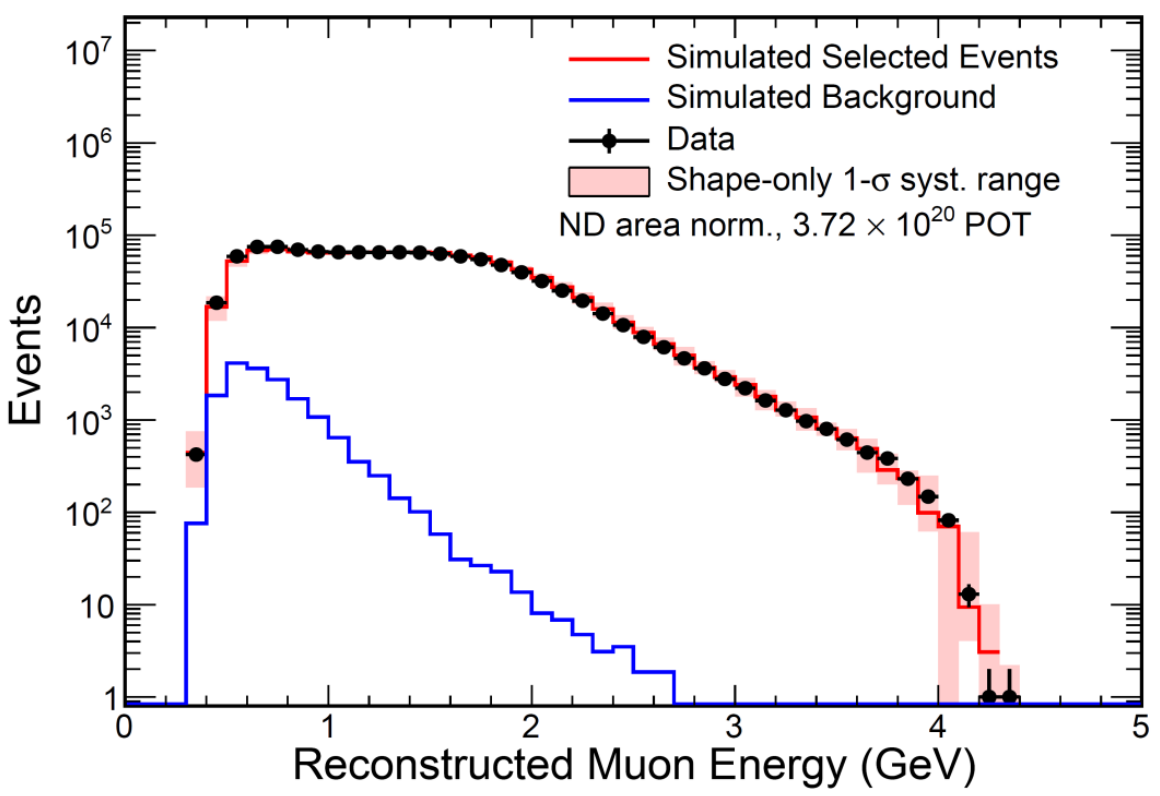 Events
10⁷
10⁶
10⁵
10⁴
10³
10²
10
1
Simulated Selected Events
Simulated Background
Data
Shape-only 1-σ syst. range
ND area norm., 3.72 × 10²⁰ POT
0 1 2 3 4 5
Reconstructed Muon Energy (GeV)